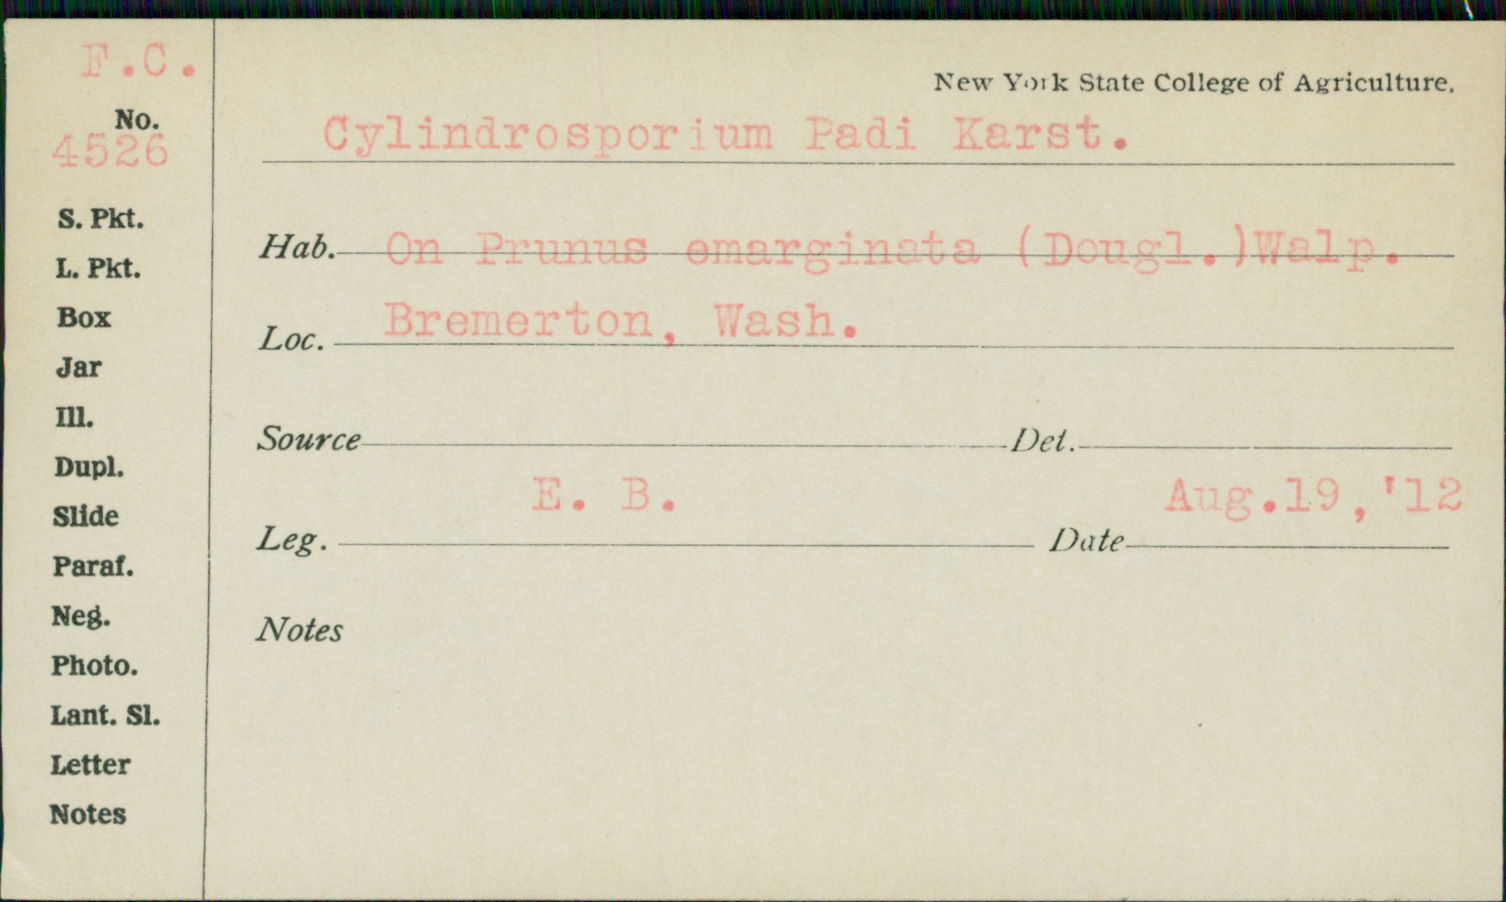 F.C.
New York State College of Agriculture.
No.
4526
Cylindrosporium Padi Karst.
S. Pkt.
L. Pkt.
Box
Jar
Ill.
Dupl.
Slide
Paraf.
Neg.
Photo.
Lant. Sl.
Letter
Notes
Hab. On Prunus emarginata (Dougl.)Walp.
Loc. Bremerton, Wash.
Source Det.
Leg. E. B. Date Aug.19,'12
Notes